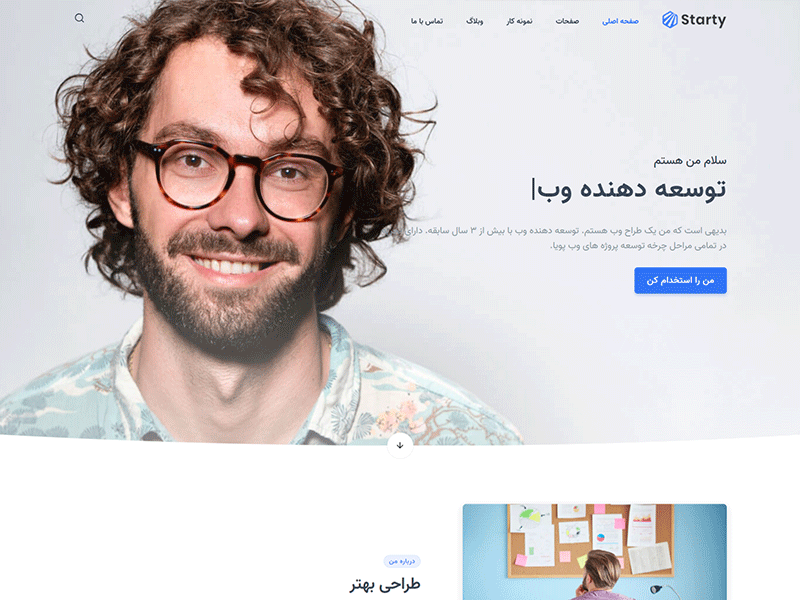 Starty
صفحه اصلی
صفحات
نمونه کار
وبلاگ
تماس با ما
سلام من هستم
توسعه دهنده وب|
بدیهی است که من یک طراح وب هستم. توسعه دهنده وب با بیش از ۳ سال سابقه. دارای
در تمامی مراحل چرخه توسعه پروژه های وب پویا.
من را استخدام کن
درباره من
طراحی بهتر